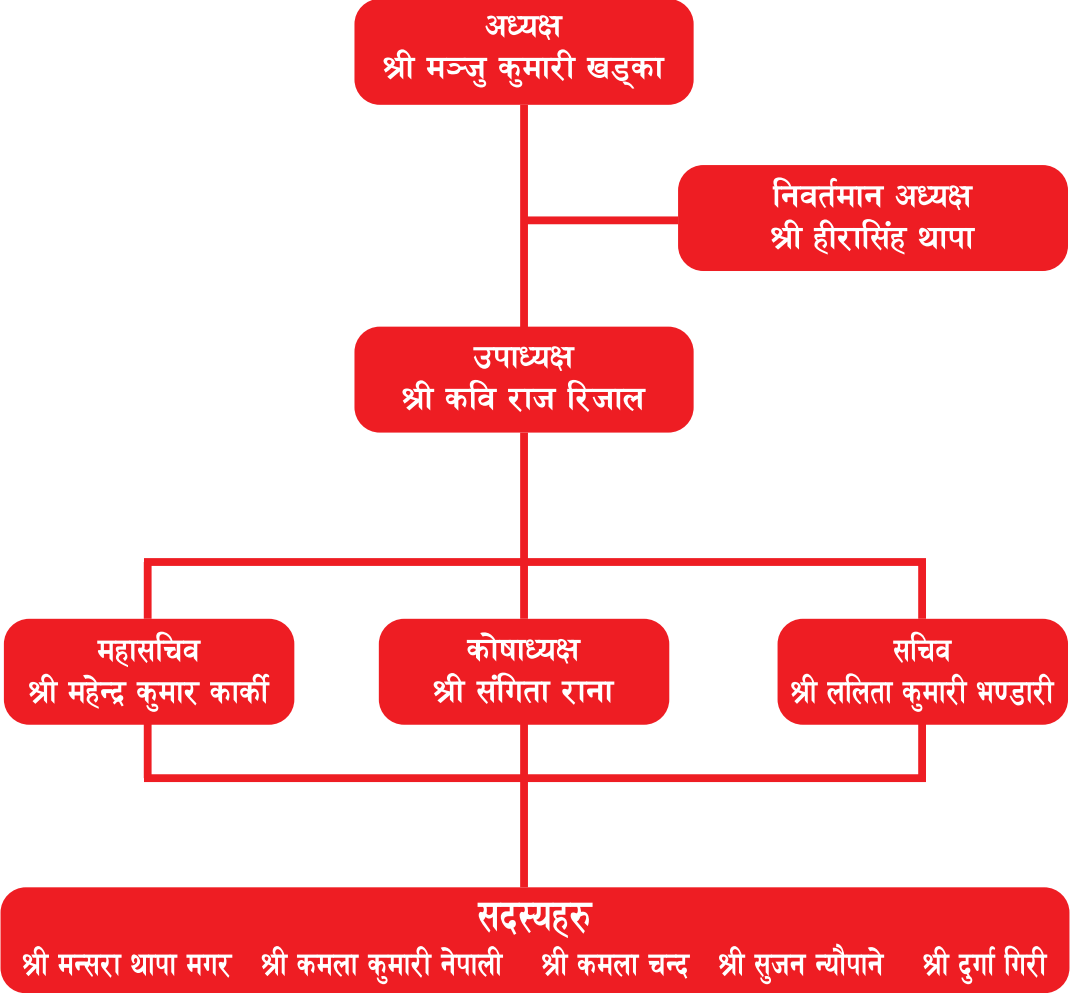 अध्यक्ष
श्री मञ्जु कुमारी खड्का
निवर्तमान अध्यक्ष
श्री हीरासिंह थापा
उपाध्यक्ष
श्री कवि राज रिजाल
महासचिव
श्री महेन्द्र कुमार कार्की
कोषाध्यक्ष
श्री संगिता राना
सचिव
श्री ललिता कुमारी भण्डारी
सदस्यहरु
श्री मन्सरा थापा मगर श्री कमला कुमारी नेपाली श्री कमला चन्द श्री सुजन न्यौपाने श्री दुर्गा गिरी